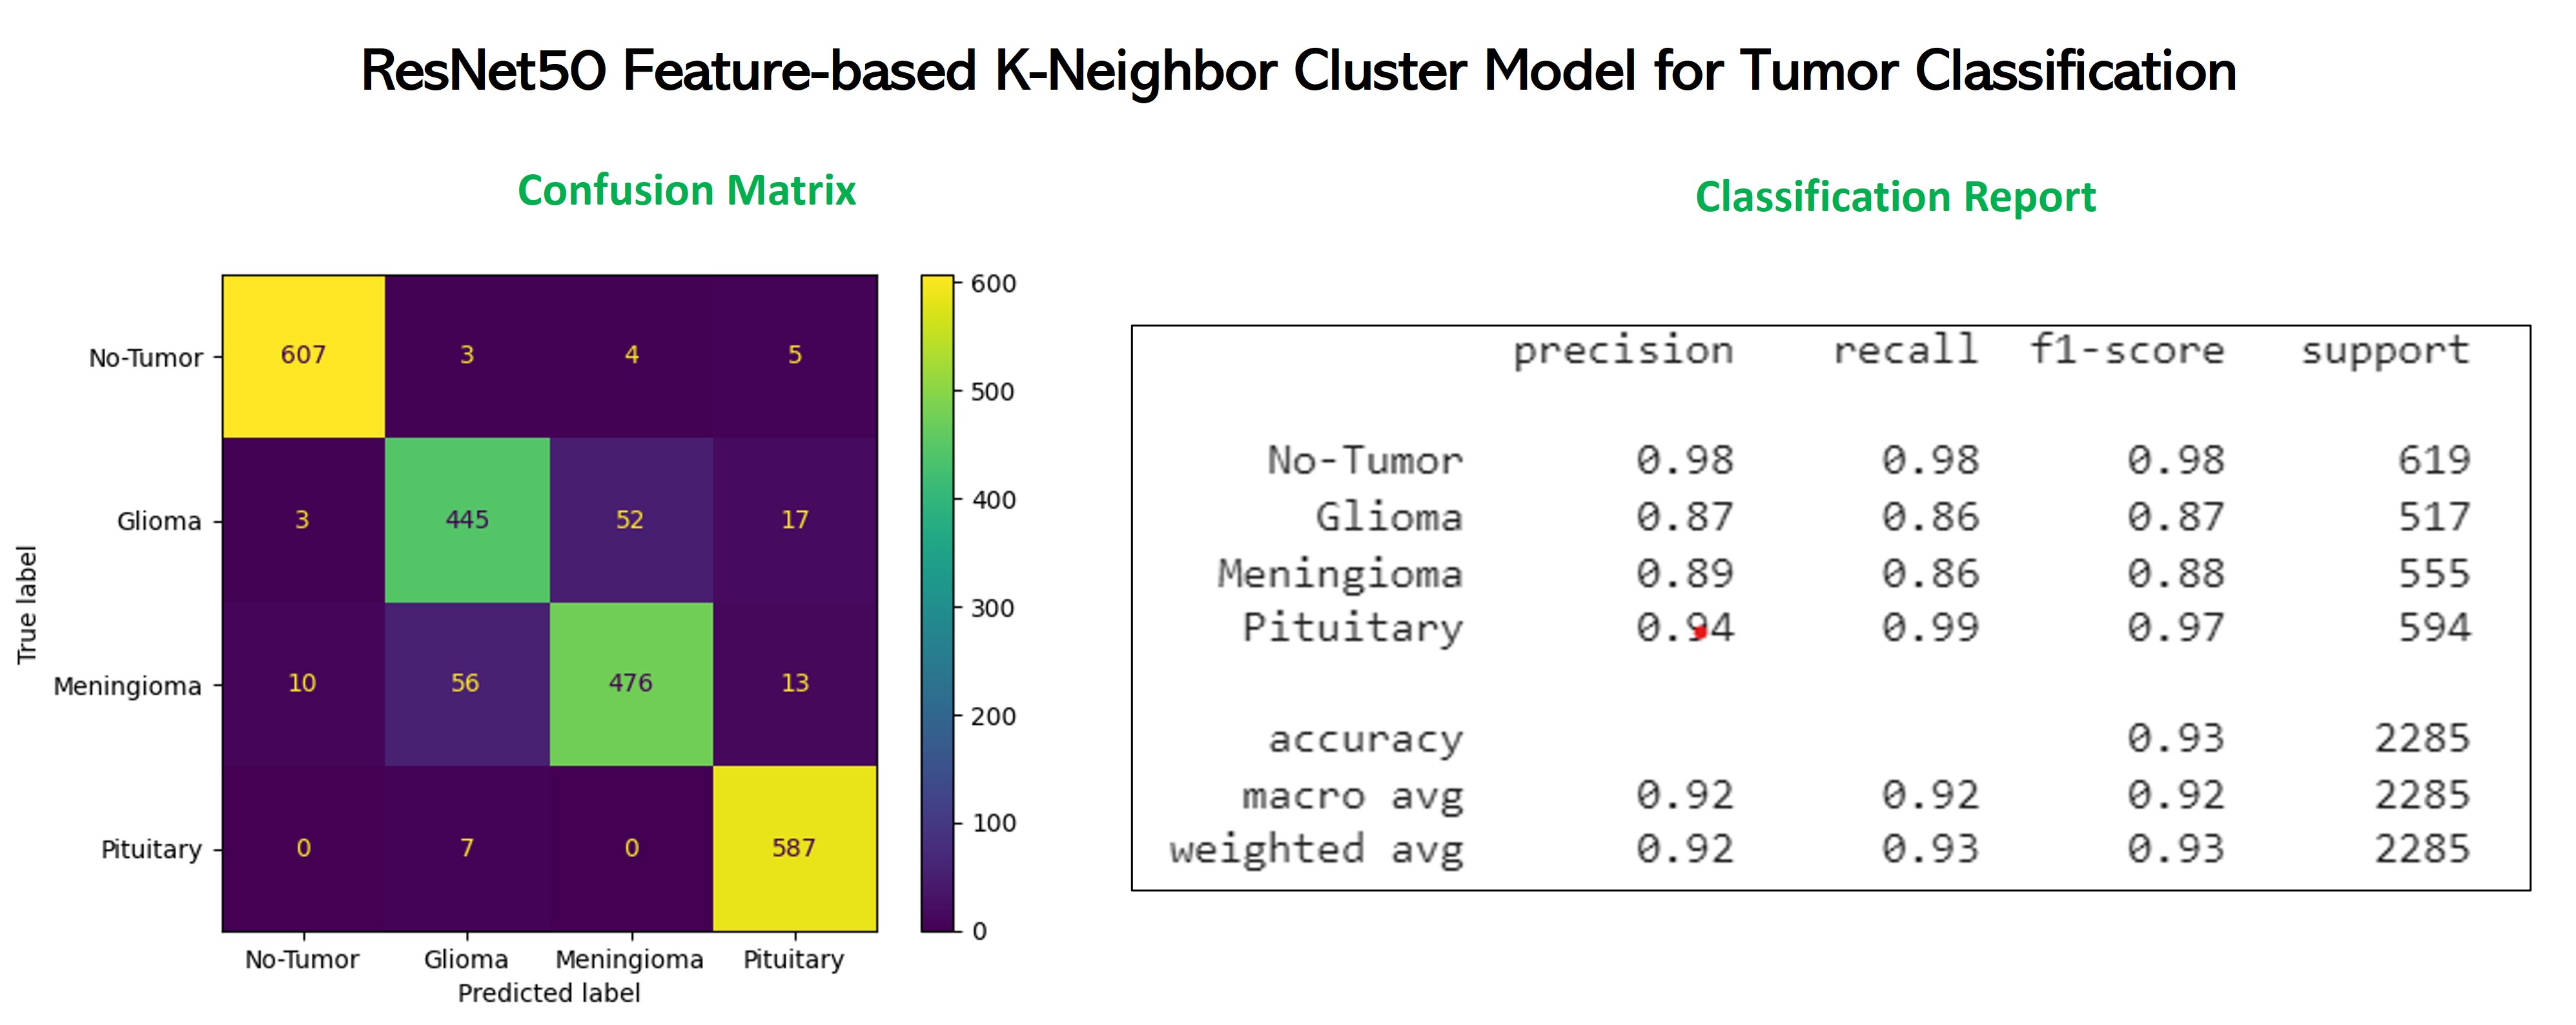 ResNet50 Feature-based K-Neighbor Cluster Model for Tumor Classification
Confusion Matrix
No-Tumor 607 3 4 5
Glioma 3 445 52 17
Meningioma 10 56 476 13
Pituitary 0 7 0 587
True label
No-Tumor Glioma Meningioma Pituitary
Predicted label
600
500
400
300
200
100
0
Classification Report
precision recall f1-score support
No-Tumor 0.98 0.98 0.98 619
Glioma 0.87 0.86 0.87 517
Meningioma 0.89 0.86 0.88 555
Pituitary 0.94 0.99 0.97 594
accuracy 0.93 2285
macro avg 0.92 0.92 0.92 2285
weighted avg 0.92 0.93 0.93 2285